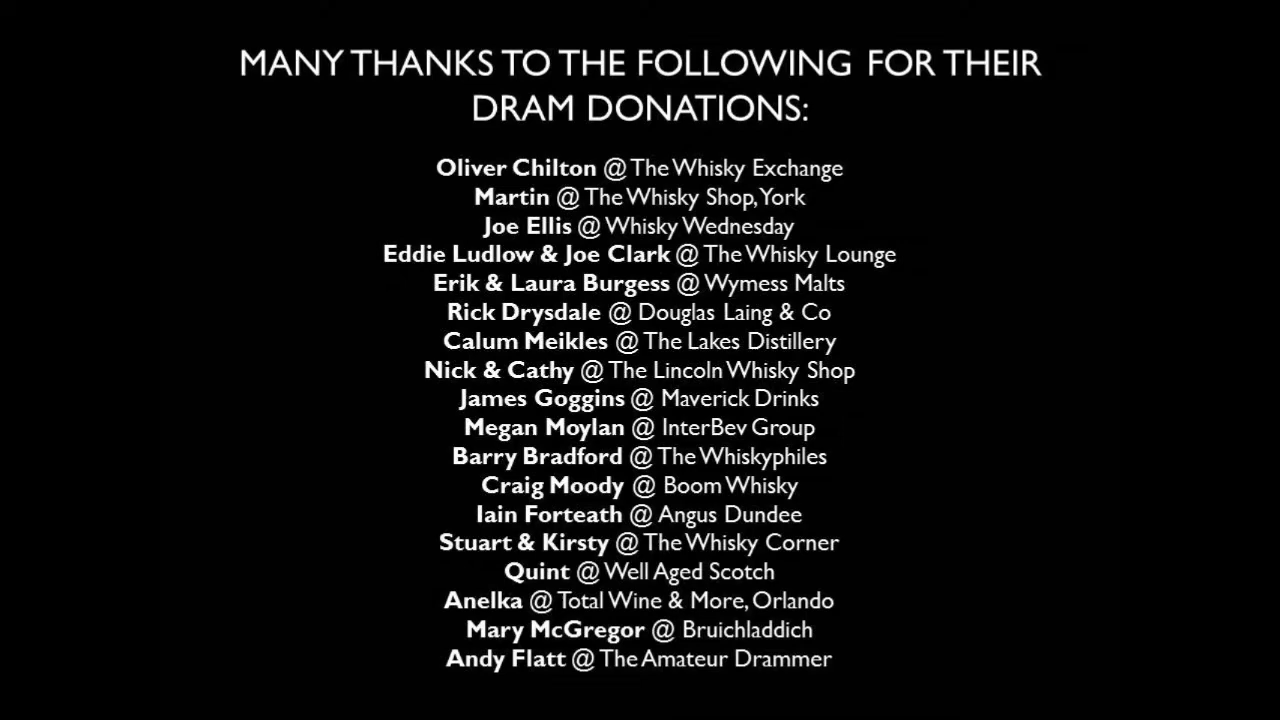 MANY THANKS TO THE FOLLOWING FOR THEIR
DRAM DONATIONS:
Oliver Chilton @ The Whisky Exchange
Martin @ The Whisky Shop, York
Joe Ellis @ Whisky Wednesday
Eddie Ludlow & Joe Clark @ The Whisky Lounge
Erik & Laura Burgess @ Wymess Malts
Rick Drysdale @ Douglas Laing & Co
Calum Meikles @ The Lakes Distillery
Nick & Cathy @ The Lincoln Whisky Shop
James Goggins @ Maverick Drinks
Megan Moylan @ InterBev Group
Barry Bradford @ The Whiskyphiles
Craig Moody @ Boom Whisky
Iain Forteath @ Angus Dundee
Stuart & Kirsty @ The Whisky Corner
Quint @ Well Aged Scotch
Anelka @ Total Wine & More, Orlando
Mary McGregor @ Bruichladdich
Andy Flatt @ The Amateur Drammer